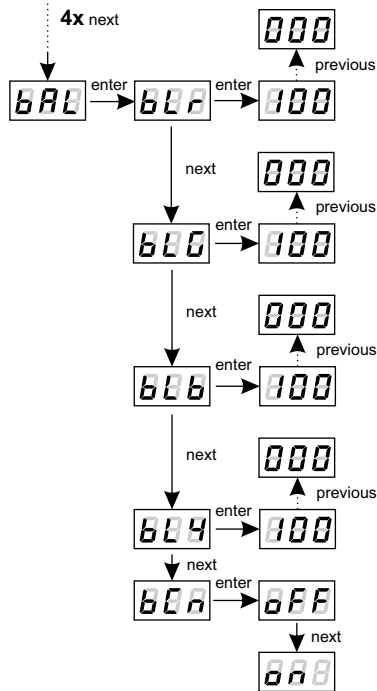 4x next
000
previous
bAL enter bLr enter 100
next
000
previous
bLG enter 100
next
000
previous
bLb enter 100
next
000
previous
bL4 enter 100
next
bCn enter oFF
next
on